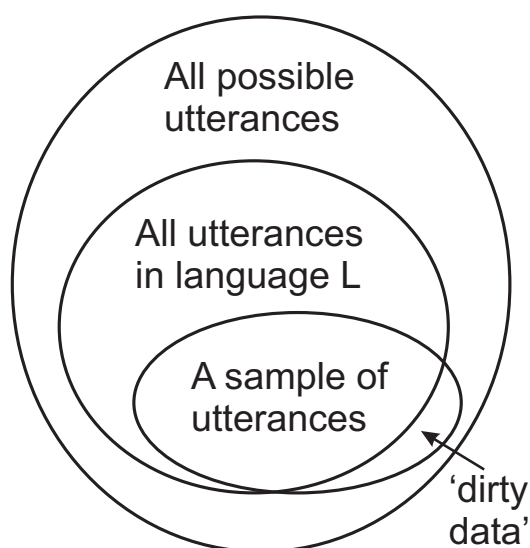 All possible
utterances
All utterances
in language L
A sample of
utterances
‘dirty
data’